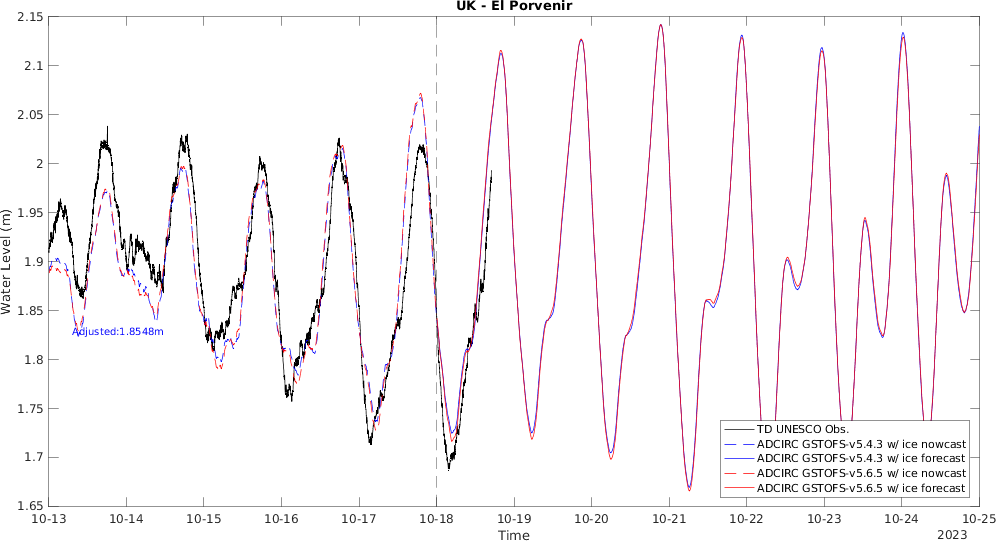 UK - El Porvenir
2.15
2.1
2.05
2
1.95
1.9
1.85
1.8
1.75
1.7
1.65
Water Level (m)
Adjusted:1.8548m
TD UNESCO Obs.
ADCIRC GSTOFS-v5.4.3 w/ ice nowcast
ADCIRC GSTOFS-v5.4.3 w/ ice forecast
ADCIRC GSTOFS-v5.6.5 w/ ice nowcast
ADCIRC GSTOFS-v5.6.5 w/ ice forecast
10-13 10-14 10-15 10-16 10-17 10-18 10-19 10-20 10-21 10-22 10-23 10-24 10-25
Time
2023